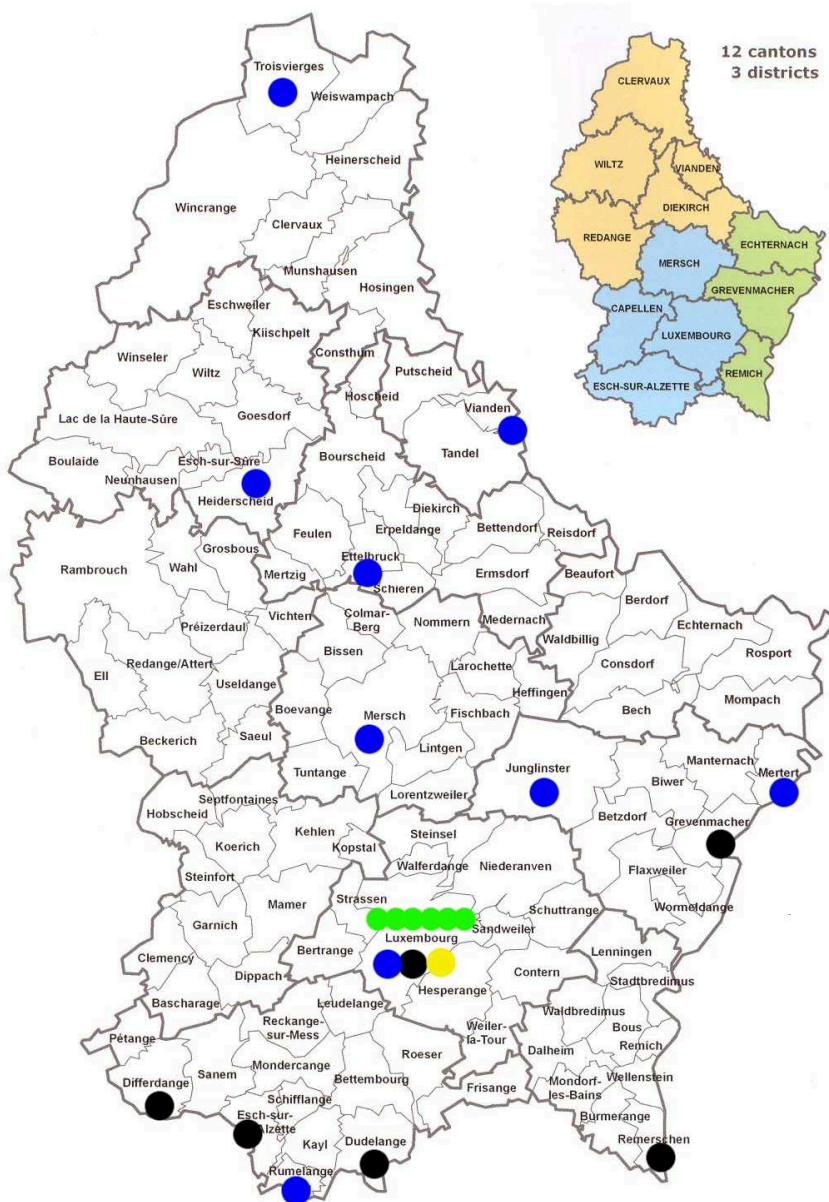 12 cantons
3 districts
CLERVAUX
WILTZ
VIANDEN
DIEKIRCH
REDANGE
ECHTERNACH
MERSCH
GREVENMACHER
CAPELLEN
LUXEMBOURG
REMICH
ESCH-SUR-ALZETTE
Troisvierges
Weiswampach
Heinerscheid
Wincrange
Clervaux
Munshausen
Hosingen
Eschweiler
Kiischpelt
Winseler
Wiltz
Consthum
Putscheid
Hoscheid
Vianden
Goesdorf
Lac de la Haute-Sûre
Bourscheid
Tandel
Boulaide
Esch-sur-Sûre
Neunhausen
Heiderscheid
Diekirch
Bettendorf
Reisdorf
Erpeldange
Feulen
Grosbous
Ettelbruck
Rambrouch
Wahl
Mertzig
Schieren
Ermsdorf
Beaufort
Berdorf
Vichten
Colmar-
Berg
Nommern
Medernach
Echternach
Préizerdaul
Waldbillig
Bissen
Rosport
Ell
Redange/Attert
Larochette
Consdorf
Useldange
Heffingen
Mompach
Boevange
Mersch
Fischbach
Bech
Beckerich
Saeul
Lintgen
Tuntange
Lorentzweiler
Junglinster
Manternach
Mertert
Biwer
Septfontaines
Hobscheid
Betzdorf
Grevenmacher
Kehlen
Steinsel
Koerich
Kopstal
Walferdange
Niederanven
Steinfort
Flaxweiler
Strassen
Mamer
Schuttrange
Wormeldange
Garnich
Sandweiler
Luxembourg
Bertrange
Lenningen
Clemency
Dippach
Contern
Stadtbredimus
Hesperange
Bascharage
Leudelange
Waldbredimus
Reckange-
sur-Mess
Weiler-
la-Tour
Bous
Pétange
Roeser
Remich
Dalheim
Sanem
Mondercange
Bettembourg
Wellenstein
Differdange
Frisange
Mondorf-
les-Bains
Schifflange
Esch-sur-
Alzette
Burmerange
Kayl
Dudelange
Remerschen
Rumelange